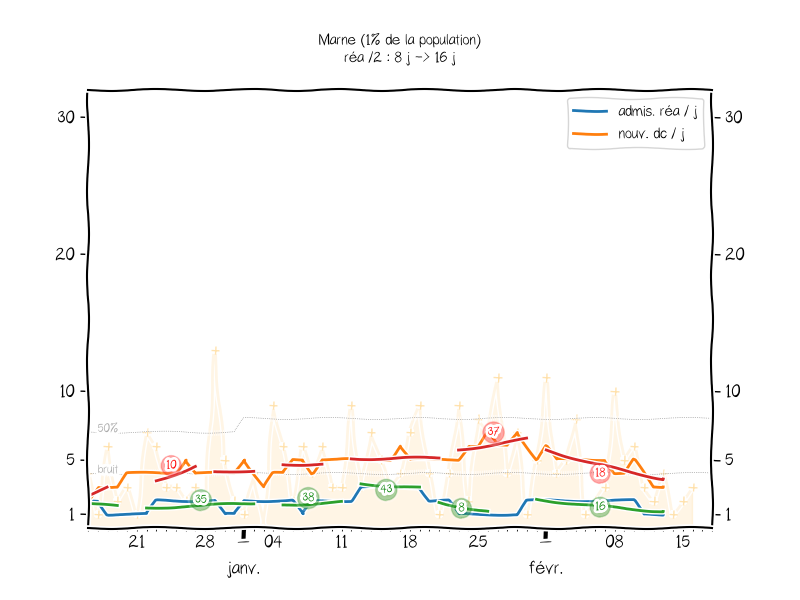 Marne (1% de la population)
réa /2 : 8 j -> 16 j
admis. réa / j
nouv. dc / j
30 30
20 20
10 10
50%
37
10
18
5 5
bruit
35 38 43 8 16
1 1
21 28 04 11 18 25 08 15
janv. févr.